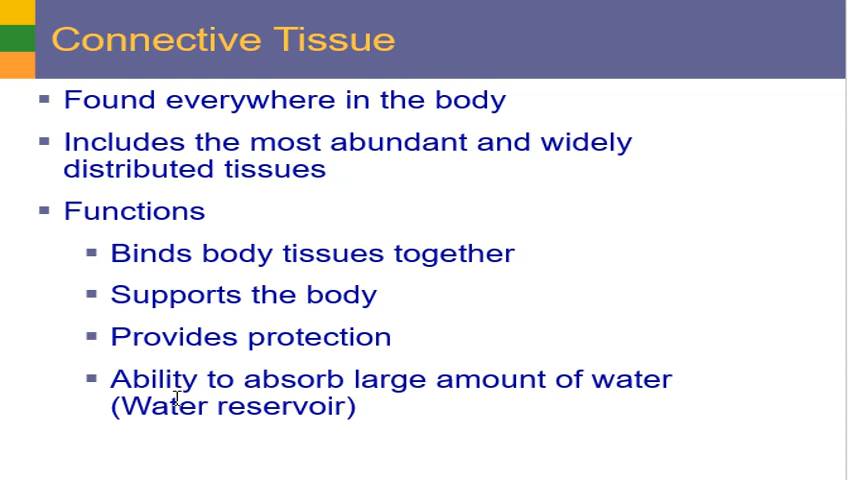 Connective Tissue
Found everywhere in the body
Includes the most abundant and widely
distributed tissues
Functions
Binds body tissues together
Supports the body
Provides protection
Ability to absorb large amount of water
(Water reservoir)